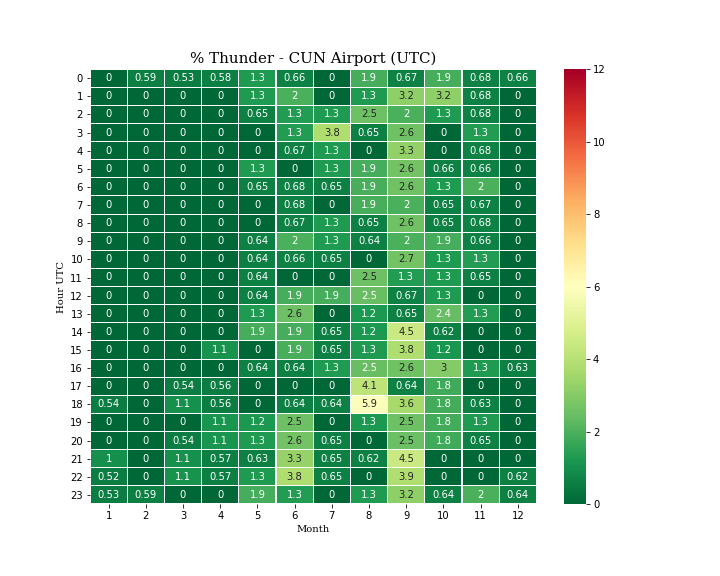 % Thunder - CUN Airport (UTC)
0 0 0.59 0.53 0.58 1.3 0.66 0 1.9 0.67 1.9 0.68 0.66
1 0 0 0 0 1.3 2 0 1.3 3.2 3.2 0.68 0
2 0 0 0 0 0.65 1.3 1.3 2.5 2 1.3 0.68 0
3 0 0 0 0 0 1.3 3.8 0.65 2.6 0 1.3 0
4 0 0 0 0 0 0.67 1.3 0 3.3 0 0.68 0
5 0 0 0 0 1.3 0 1.3 1.9 2.6 0.66 0.66 0
6 0 0 0 0 0.65 0.68 0.65 1.9 2.6 1.3 2 0
7 0 0 0 0 0 0.68 0 1.9 2 0.65 0.67 0
8 0 0 0 0 0 0.67 1.3 0.65 2.6 0.65 0.68 0
9 0 0 0 0 0.64 2 1.3 0.64 2 1.9 0.66 0
10 0 0 0 0 0.64 0.66 0.65 0 2.7 1.3 1.3 0
11 0 0 0 0 0.64 0 0 2.5 1.3 1.3 0.65 0
12 0 0 0 0 0.64 1.9 1.9 2.5 0.67 1.3 0 0
13 0 0 0 0 1.3 2.6 0 1.2 0.65 2.4 1.3 0
14 0 0 0 0 1.9 1.9 0.65 1.2 4.5 0.62 0 0
15 0 0 0 1.1 0 1.9 0.65 1.3 3.8 1.2 0 0
16 0 0 0 0 0.64 0.64 1.3 2.5 2.6 3 1.3 0.63
17 0 0 0.54 0.56 0 0 0 4.1 0.64 1.8 0 0
18 0.54 0 1.1 0.56 0 0.64 0.64 5.9 3.6 1.8 0.63 0
19 0 0 0 1.1 1.2 2.5 0 1.3 2.5 1.8 1.3 0
20 0 0 0.54 1.1 1.3 2.6 0.65 0 2.5 1.8 0.65 0
21 1 0 1.1 0.57 0.63 3.3 0.65 0.62 4.5 0 0 0
22 0.52 0 1.1 0.57 1.3 3.8 0.65 0 3.9 0 0 0.62
23 0.53 0.59 0 0 1.9 1.3 0 1.3 3.2 0.64 2 0.64
1 2 3 4 5 6 7 8 9 10 11 12
Month
Hour UTC
12
10
8
6
4
2
0